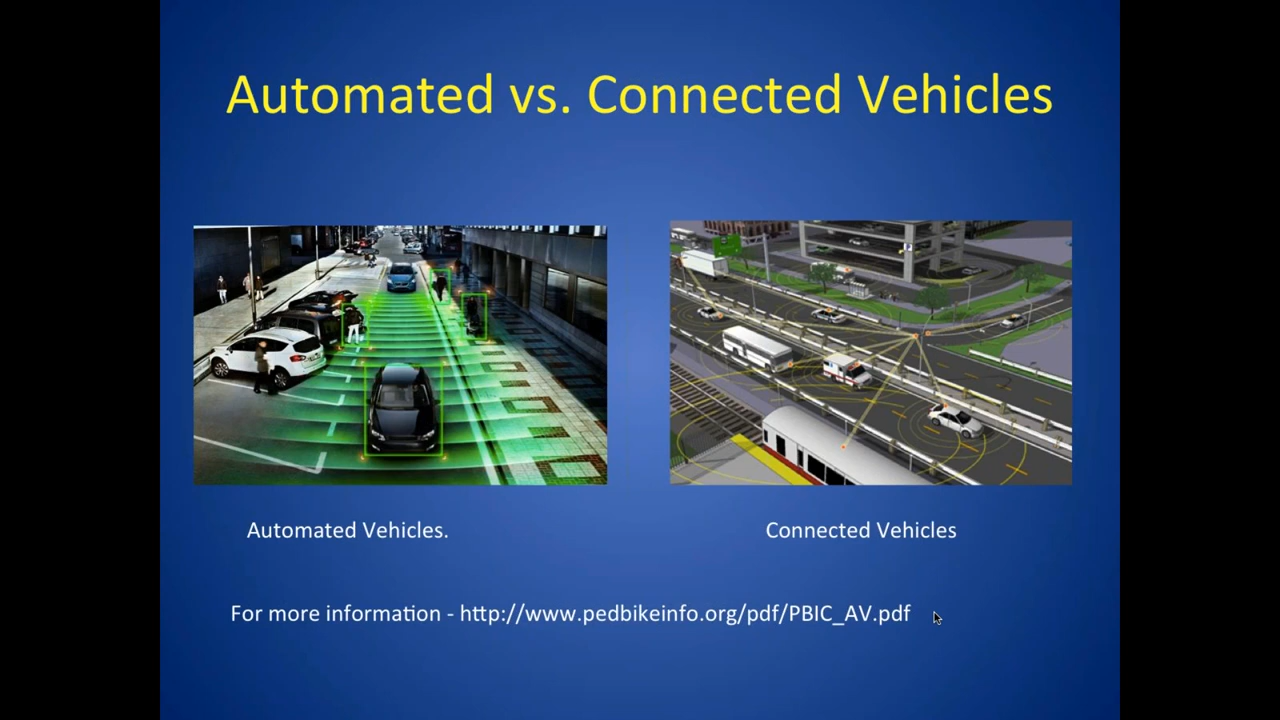 Automated vs. Connected Vehicles
Automated Vehicles.
Connected Vehicles
For more information - http://www.pedbikeinfo.org/pdf/PBIC_AV.pdf